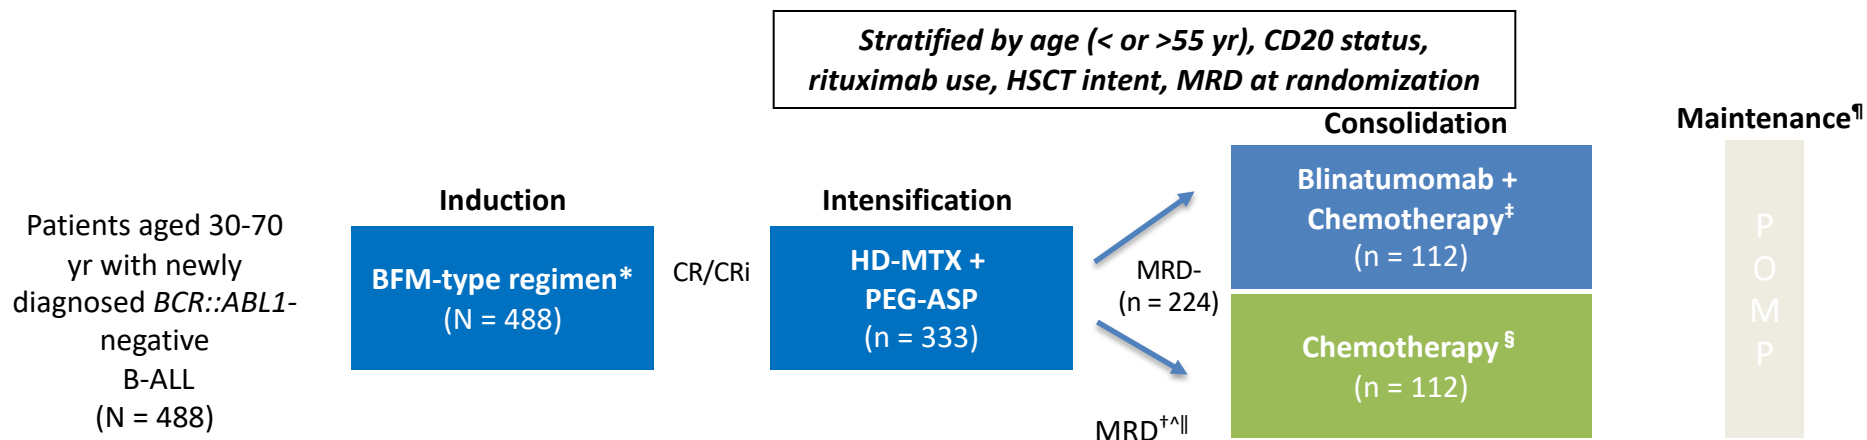 Stratified by age (< or >55 yr), CD20 status,
rituximab use, HSCT intent, MRD at randomization
Patients aged 30-70
yr with newly
diagnosed BCR::ABL1-
negative
B-ALL
(N = 488)
Induction
BFM-type regimen*
(N = 488)
CR/CRi
Intensification
HD-MTX +
PEG-ASP
(n = 333)
MRD-
(n = 224)
MRD†^‖
Consolidation
Blinatumomab +
Chemotherapy‡
(n = 112)
Chemotherapy §
(n = 112)
Maintenance¶
P
O
M
P